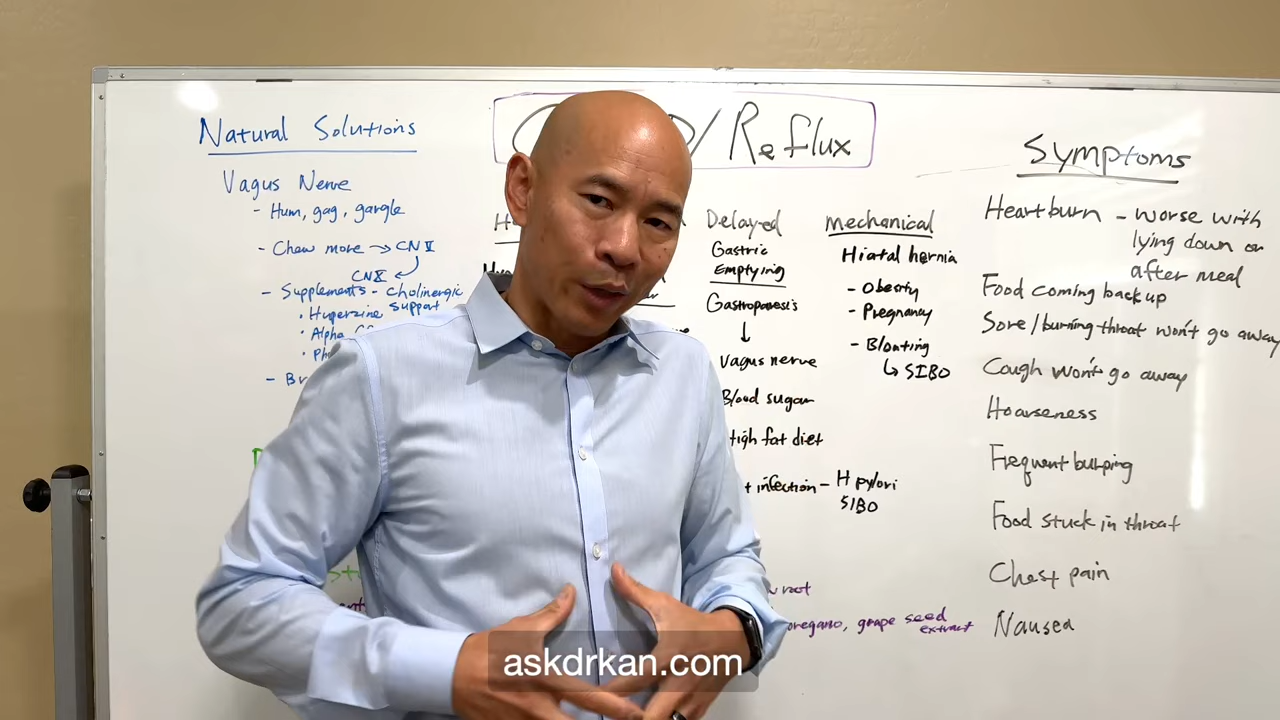 Natural Solutions
Vagus Nerve
- Hum, gag, gargle
- Chew more → CN V
CN X
- Supplements - Cholinergic
Support
• Huperzine
• Alpha
/ Reflux
Delayed
Gastric
Emptying
Gastroparesis
↓
Vagus nerve
Blood sugar
High fat diet
infection - H pylori
SIBO
Mechanical
Hiatal hernia
- Obesity
- Pregnancy
- Bloating
↳ SIBO
oregano, grape seed
extract
Symptoms
Heartburn - worse with
lying down or
after meal
Food coming back up
Sore/burning throat won't go away
Cough won't go away
Hoarseness
Frequent burping
Food stuck in throat
Chest pain
Nausea
askdrkan.com